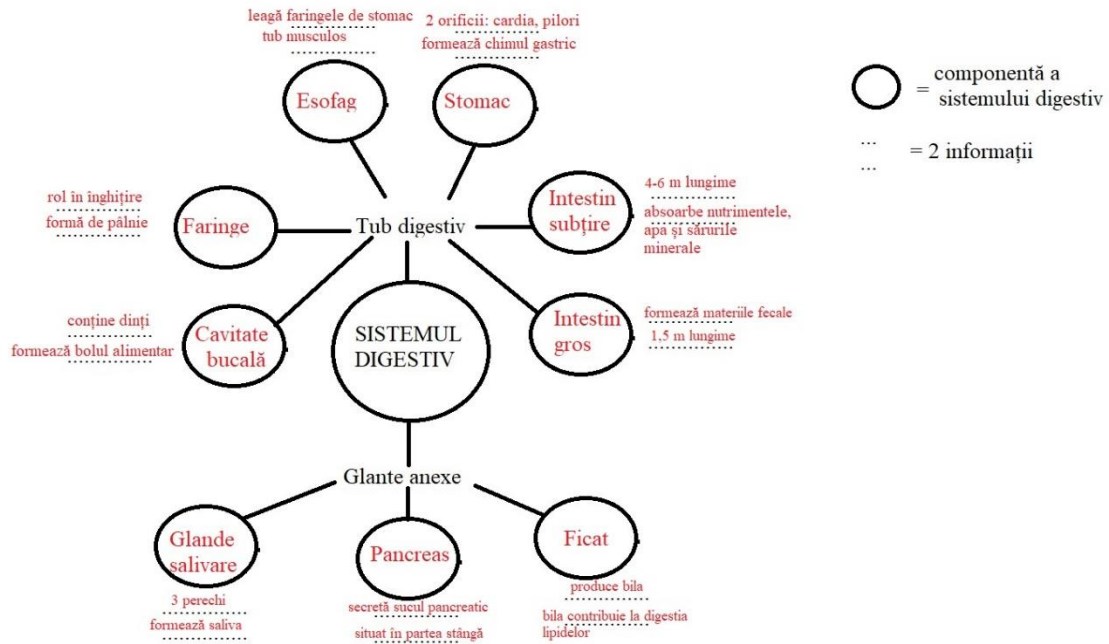 leagă faringele de stomac
tub musculos
2 orificii: cardia, pilori
formează chimul gastric
Esofag
Stomac
= componentă a
sistemului digestiv
...
...
= 2 informații
rol în înghițire
formă de pâlnie
Faringe
Tub digestiv
Intestin
subțire
4-6 m lungime
absoarbe nutrimentele,
apa și sărurile
minerale
conține dinți
formează bolul alimentar
Cavitate
bucală
SISTEMUL
DIGESTIV
Intestin
gros
formează materiile fecale
1,5 m lungime
Glante anexe
Glande
salivare
Pancreas
Ficat
3 perechi
formează saliva
secretă sucul pancreatic
situat în partea stângă
produce bila
bila contribuie la digestia
lipidelor